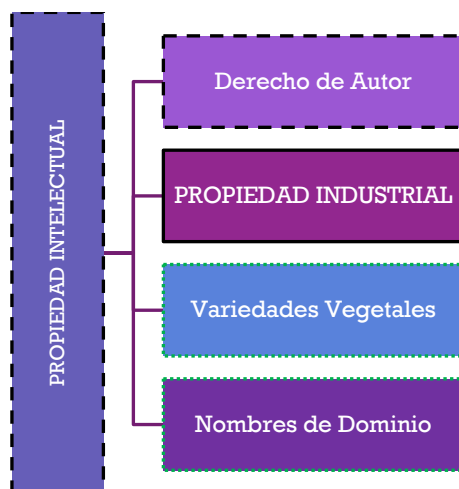 PROPIEDAD INTELECTUAL
Derecho de Autor
PROPIEDAD INDUSTRIAL
Variedades Vegetales
Nombres de Dominio